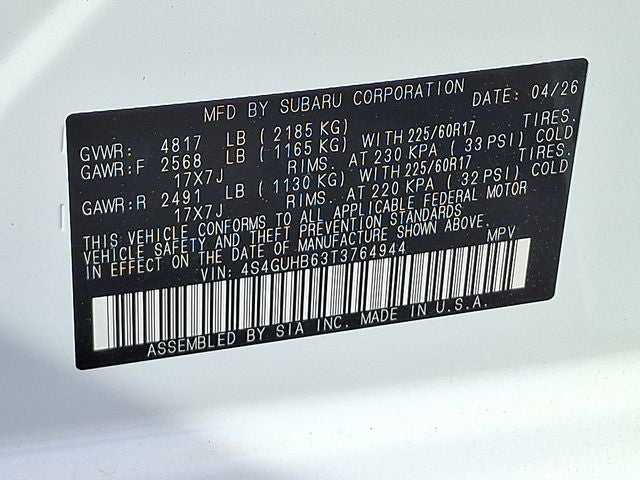 MFD BY SUBARU CORPORATION DATE: 04/26
GVWR: 4817 LB (2185 KG)
GAWR:F 2568 LB (1165 KG) WITH 225/60R17 TIRES.
17X7J RIMS. AT 230 KPA (33 PSI) COLD
GAWR:R 2491 LB (1130 KG) WITH 225/60R17 TIRES.
17X7J RIMS. AT 220 KPA (32 PSI) COLD
THIS VEHICLE CONFORMS TO ALL APPLICABLE FEDERAL MOTOR
VEHICLE SAFETY AND THEFT PREVENTION STANDARDS
IN EFFECT ON THE DATE OF MANUFACTURE SHOWN ABOVE.
VIN: 4S4GUHB63T3764944 MPV
ASSEMBLED BY SIA INC. MADE IN U.S.A.